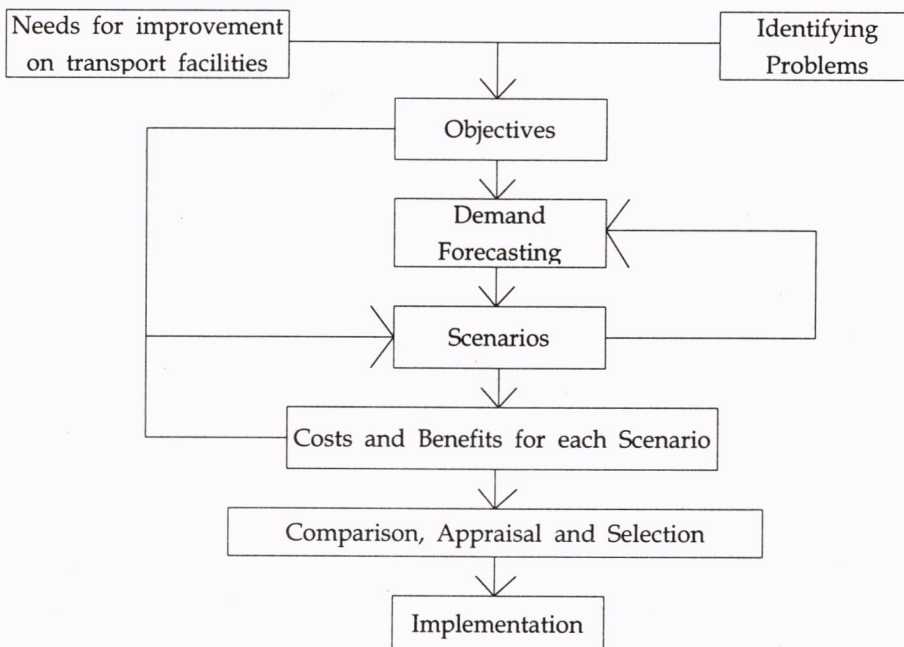 Needs for improvement
on transport facilities
Identifying
Problems
Objectives
Demand
Forecasting
Scenarios
Costs and Benefits for each Scenario
Comparison, Appraisal and Selection
Implementation